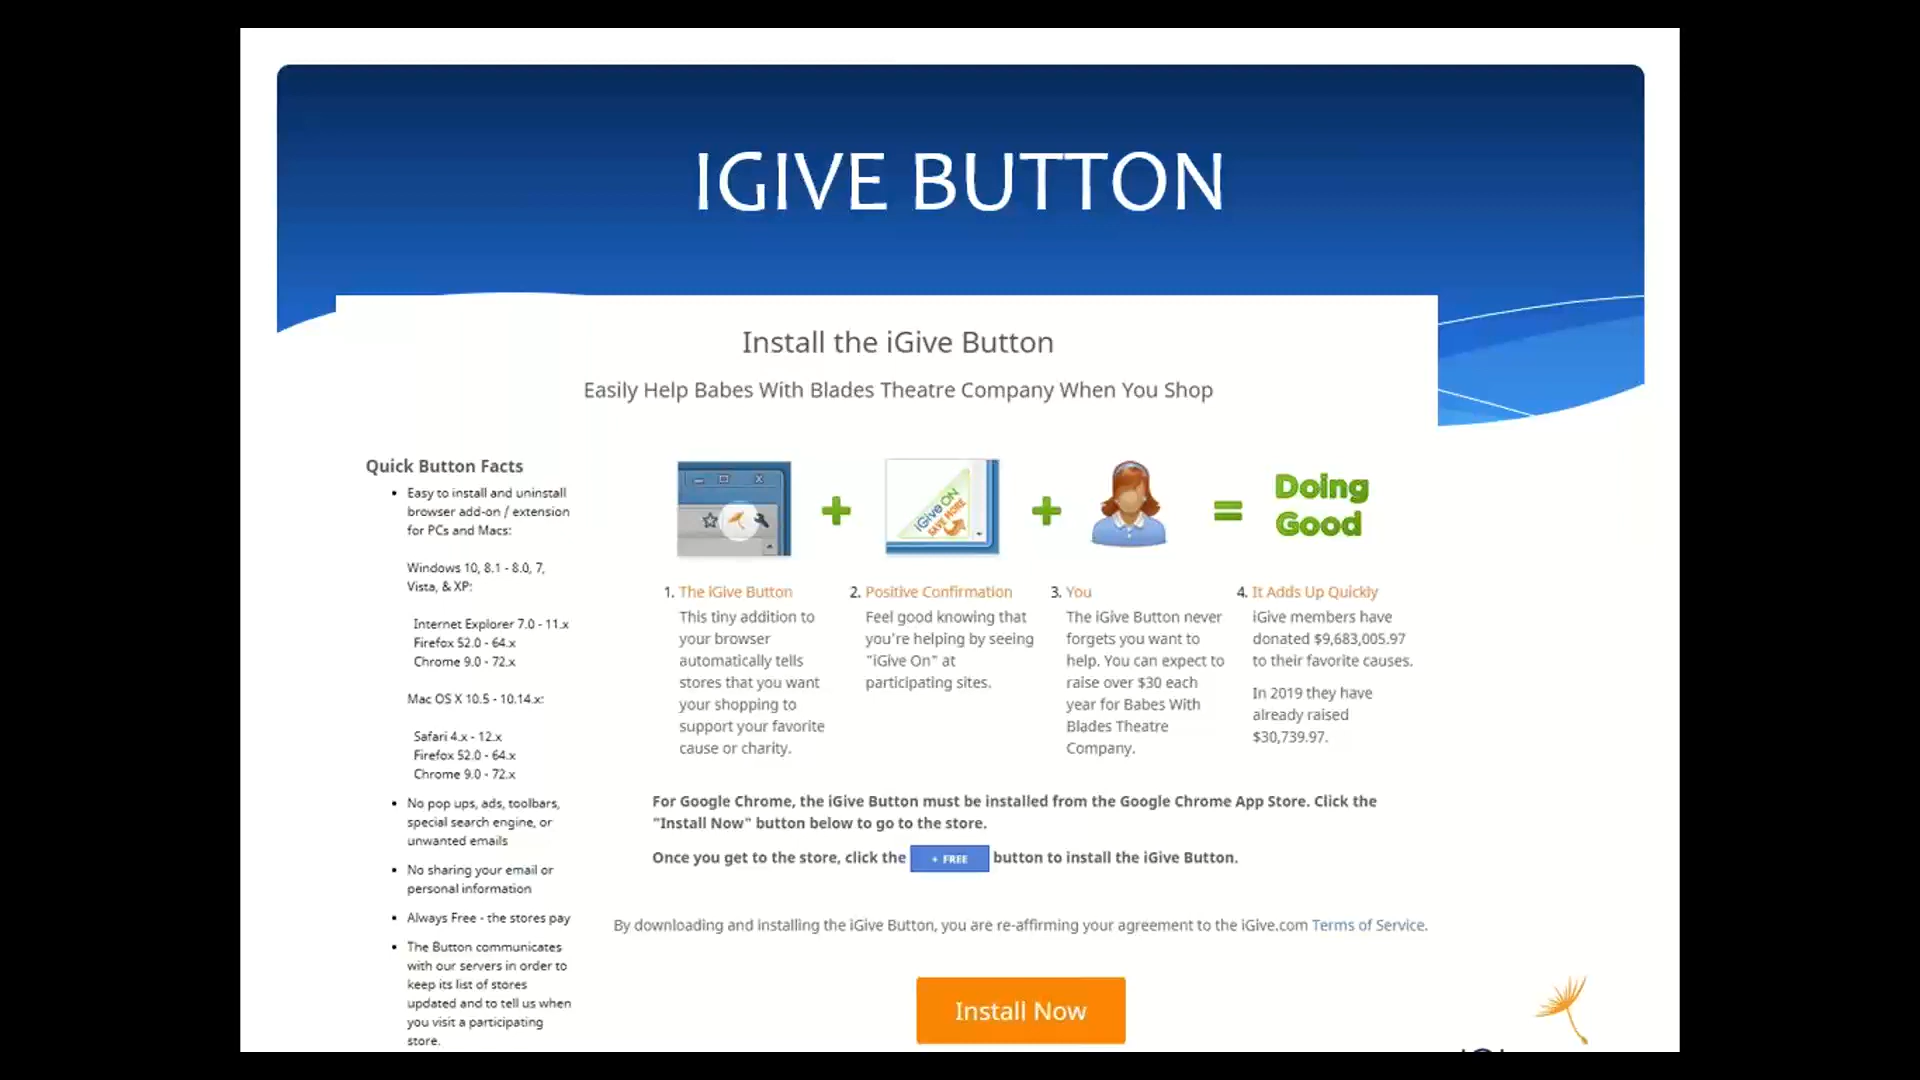 IGIVE BUTTON
Install the iGive Button
Easily Help Babes With Blades Theatre Company When You Shop
Quick Button Facts
• Easy to install and uninstall
browser add-on / extension
for PCs and Macs:
Windows 10, 8.1 - 8.0, 7,
Vista, & XP:
Internet Explorer 7.0 - 11.x
Firefox 52.0 - 64.x
Chrome 9.0 - 72.x
Mac OS X 10.5 - 10.14.x:
Safari 4.x - 12.x
Firefox 52.0 - 64.x
Chrome 9.0 - 72.x
• No pop ups, ads, toolbars,
special search engine, or
unwanted emails
• No sharing your email or
personal information
• Always Free - the stores pay
• The Button communicates
with our servers in order to
keep its list of stores
updated and to tell us when
you visit a participating
store.
iGive ON
SAVE MORE
Doing
Good
1. The iGive Button
This tiny addition to
your browser
automatically tells
stores that you want
your shopping to
support your favorite
cause or charity.
2. Positive Confirmation
Feel good knowing that
you're helping by seeing
"iGive On" at
participating sites.
3. You
The iGive Button never
forgets you want to
help. You can expect to
raise over $30 each
year for Babes With
Blades Theatre
Company.
4. It Adds Up Quickly
iGive members have
donated $9,683,005.97
to their favorite causes.
In 2019 they have
already raised
$30,739.97.
For Google Chrome, the iGive Button must be installed from the Google Chrome App Store. Click the
"Install Now" button below to go to the store.
Once you get to the store, click the + FREE button to install the iGive Button.
By downloading and installing the iGive Button, you are re-affirming your agreement to the iGive.com Terms of Service.
Install Now